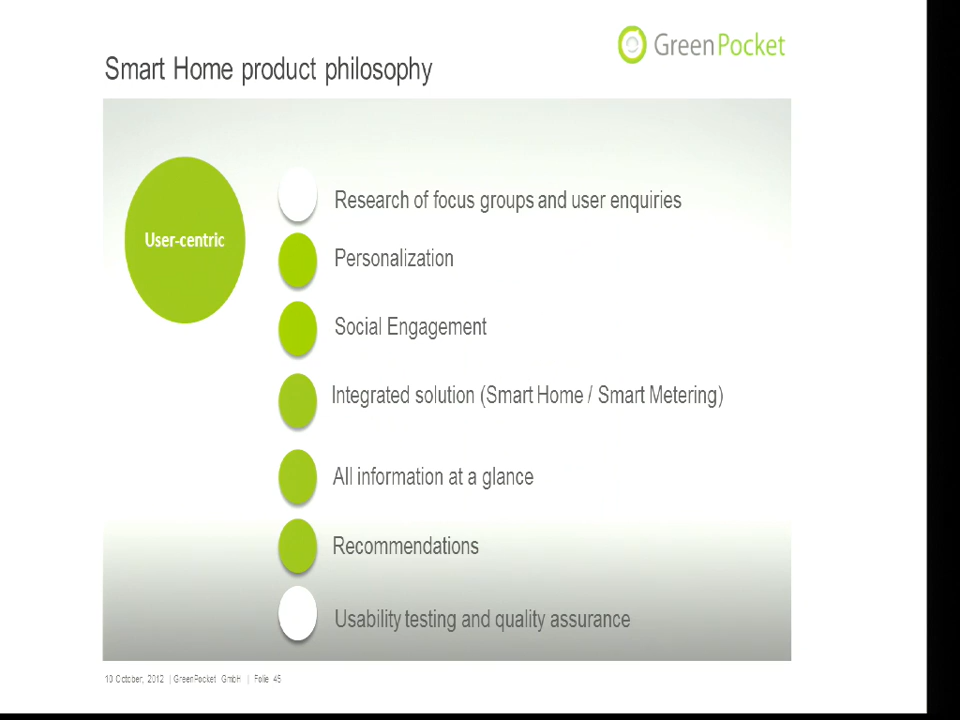 GreenPocket
Smart Home product philosophy
User-centric
Research of focus groups and user enquiries
Personalization
Social Engagement
Integrated solution (Smart Home / Smart Metering)
All information at a glance
Recommendations
Usability testing and quality assurance
10 October, 2012 | GreenPocket GmbH | Folie 45